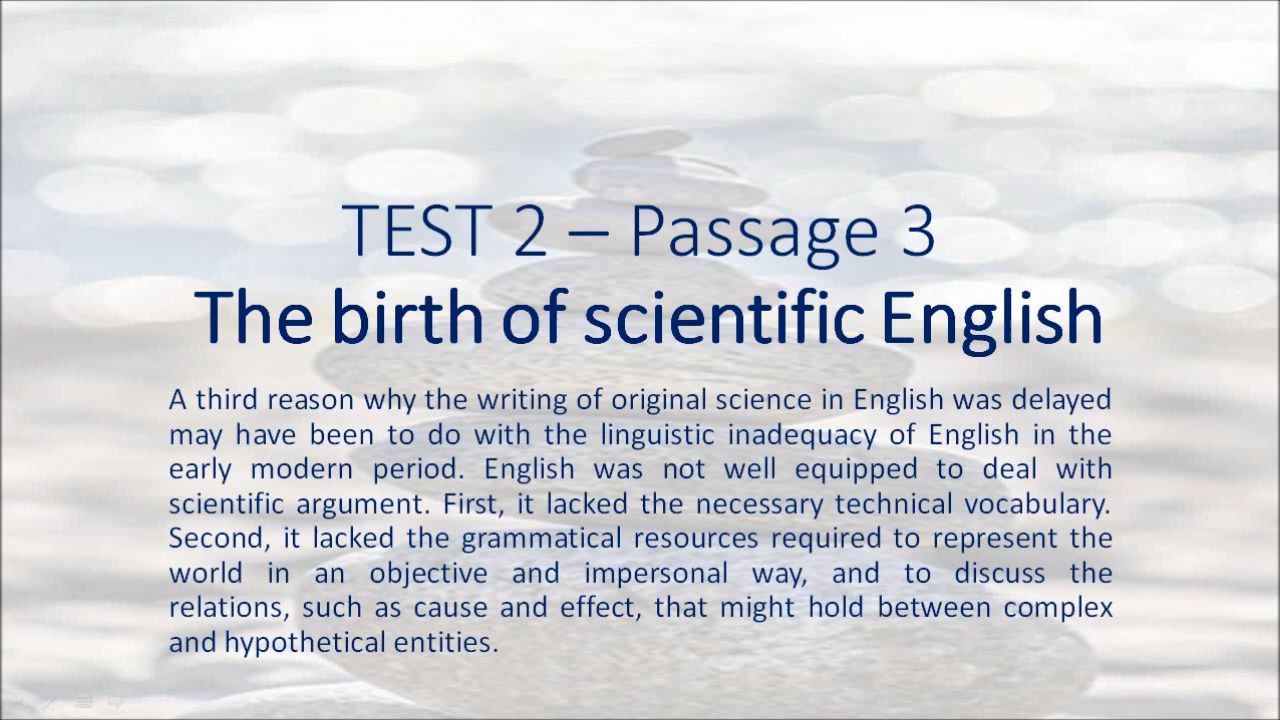 TEST 2 – Passage 3
The birth of scientific English
A third reason why the writing of original science in English was delayed
may have been to do with the linguistic inadequacy of English in the
early modern period. English was not well equipped to deal with
scientific argument. First, it lacked the necessary technical vocabulary.
Second, it lacked the grammatical resources required to represent the
world in an objective and impersonal way, and to discuss the
relations, such as cause and effect, that might hold between complex
and hypothetical entities.